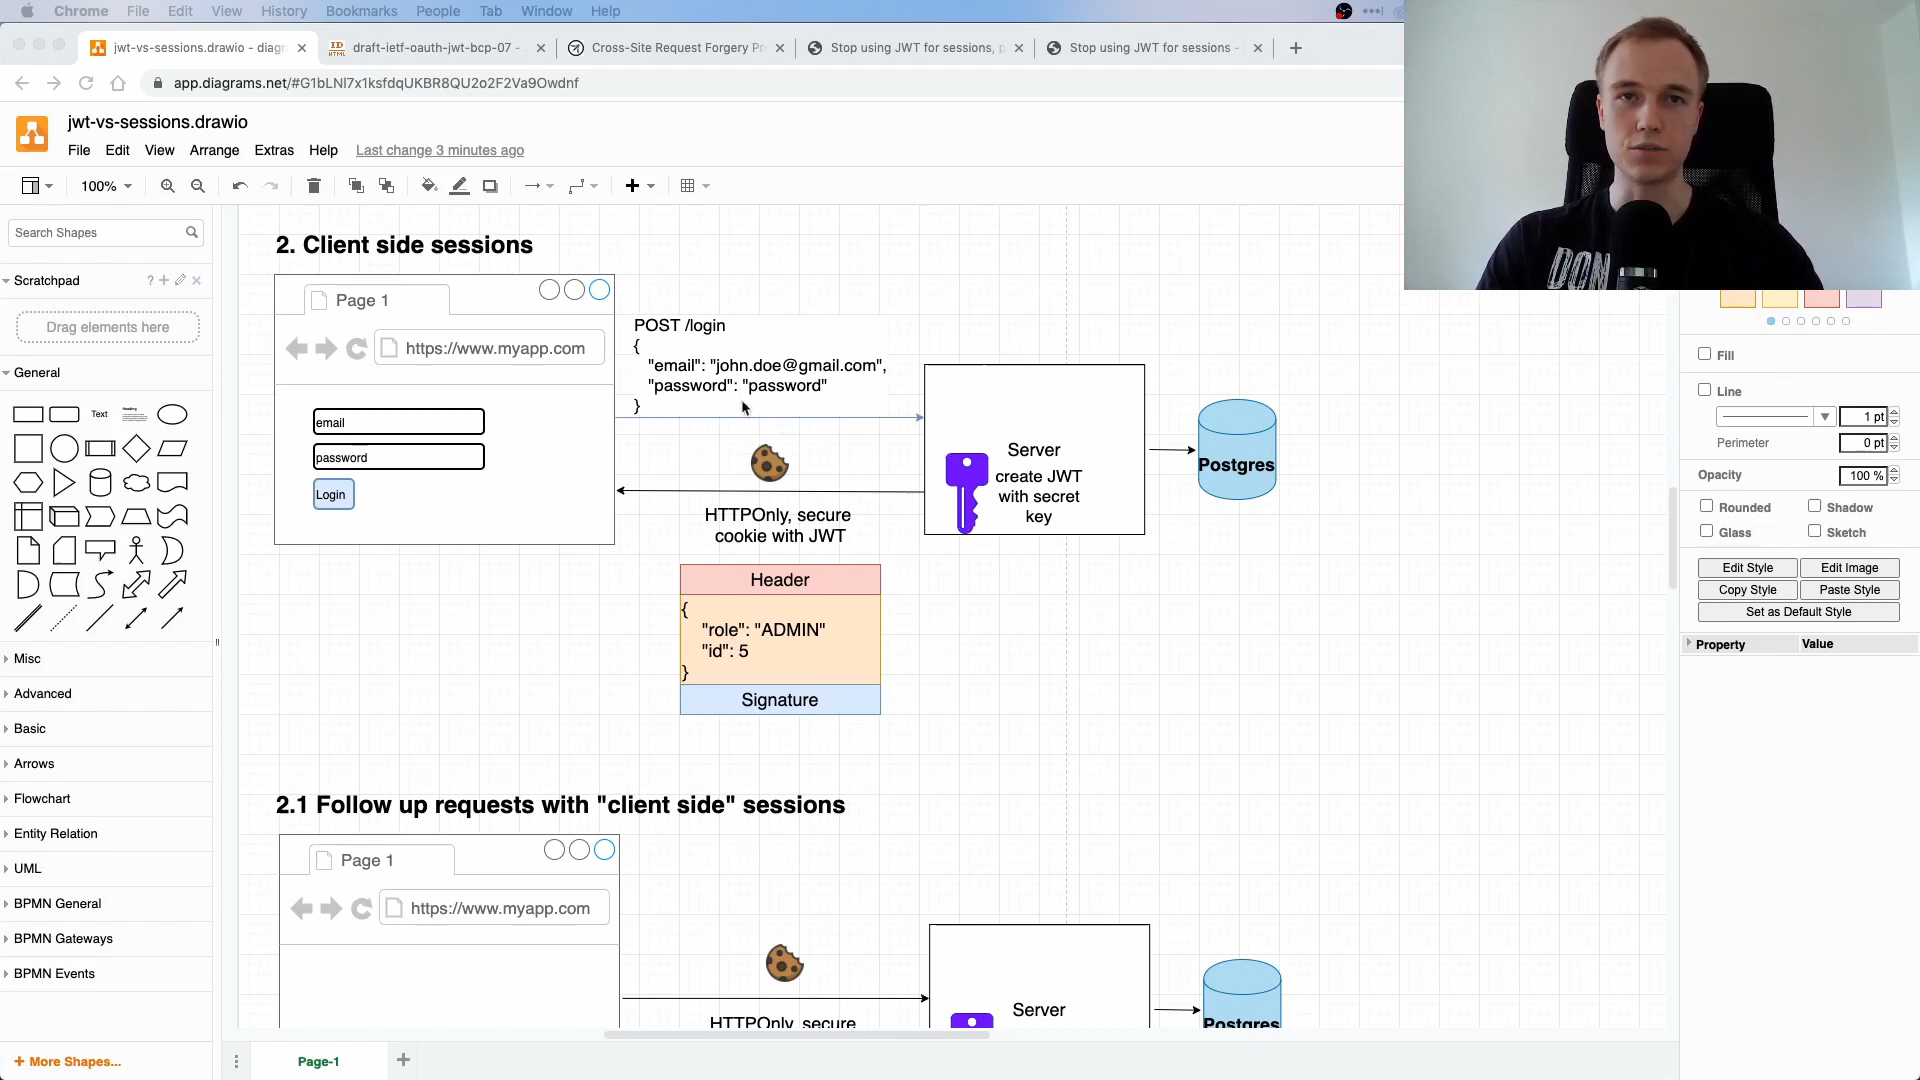 Chrome File Edit View History Bookmarks People Tab Window Help
jwt-vs-sessions.drawio - diagr
draft-ietf-oauth-jwt-bcp-07 -
Cross-Site Request Forgery Pr
Stop using JWT for sessions, p
Stop using JWT for sessions -
app.diagrams.net/#G1bLNl7x1ksfdqUKBR8QU2o2F2Va9Owdnf
jwt-vs-sessions.drawio
File Edit View Arrange Extras Help Last change 3 minutes ago
100%
Search Shapes
Scratchpad
Drag elements here
General
Text
Heading
Misc
Advanced
Basic
Arrows
Flowchart
Entity Relation
UML
BPMN General
BPMN Gateways
BPMN Events
+ More Shapes...
2. Client side sessions
Page 1
https://www.myapp.com
email
password
Login
POST /login
{
"email": "john.doe@gmail.com",
"password": "password"
}
HTTPOnly, secure
cookie with JWT
Server
create JWT
with secret
key
Postgres
Header
{
"role": "ADMIN"
"id": 5
}
Signature
2.1 Follow up requests with "client side" sessions
Page 1
https://www.myapp.com
HTTPOnly, secure
Server
Postgres
Page-1
DON
Fill
Line
1 pt
Perimeter 0 pt
Opacity 100 %
Rounded Shadow
Glass Sketch
Edit Style Edit Image
Copy Style Paste Style
Set as Default Style
Property Value